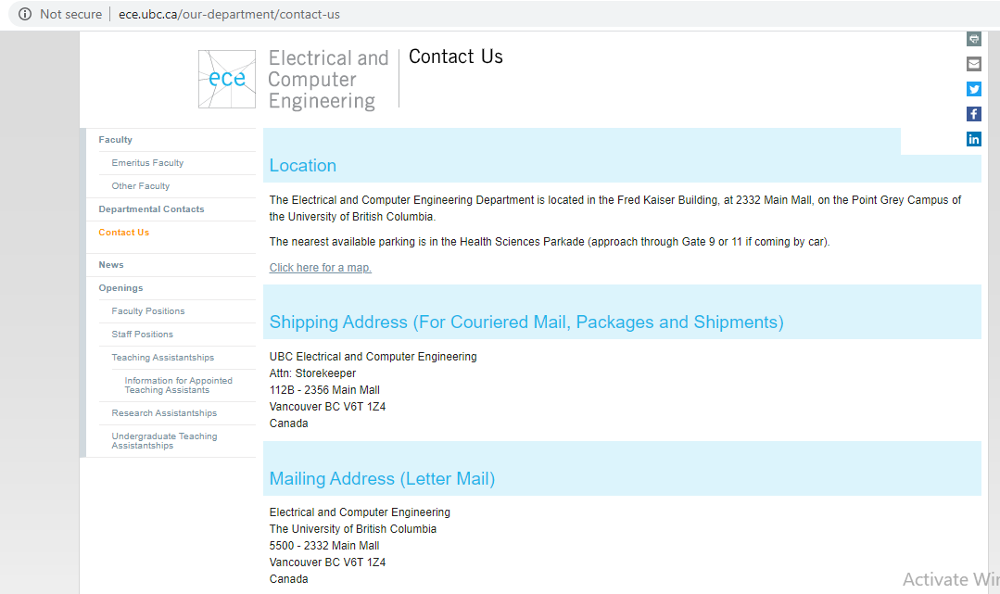 Not secure
ece.ubc.ca/our-department/contact-us
ece
Electrical and
Computer
Engineering
Contact Us
Faculty
Emeritus Faculty
Other Faculty
Departmental Contacts
Contact Us
News
Openings
Faculty Positions
Staff Positions
Teaching Assistantships
Information for Appointed
Teaching Assistants
Research Assistantships
Undergraduate Teaching
Assistantships
Location
The Electrical and Computer Engineering Department is located in the Fred Kaiser Building, at 2332 Main Mall, on the Point Grey Campus of
the University of British Columbia.
The nearest available parking is in the Health Sciences Parkade (approach through Gate 9 or 11 if coming by car).
Click here for a map.
Shipping Address (For Couriered Mail, Packages and Shipments)
UBC Electrical and Computer Engineering
Attn: Storekeeper
112B - 2356 Main Mall
Vancouver BC V6T 1Z4
Canada
Mailing Address (Letter Mail)
Electrical and Computer Engineering
The University of British Columbia
5500 - 2332 Main Mall
Vancouver BC V6T 1Z4
Canada
f
in
Activate